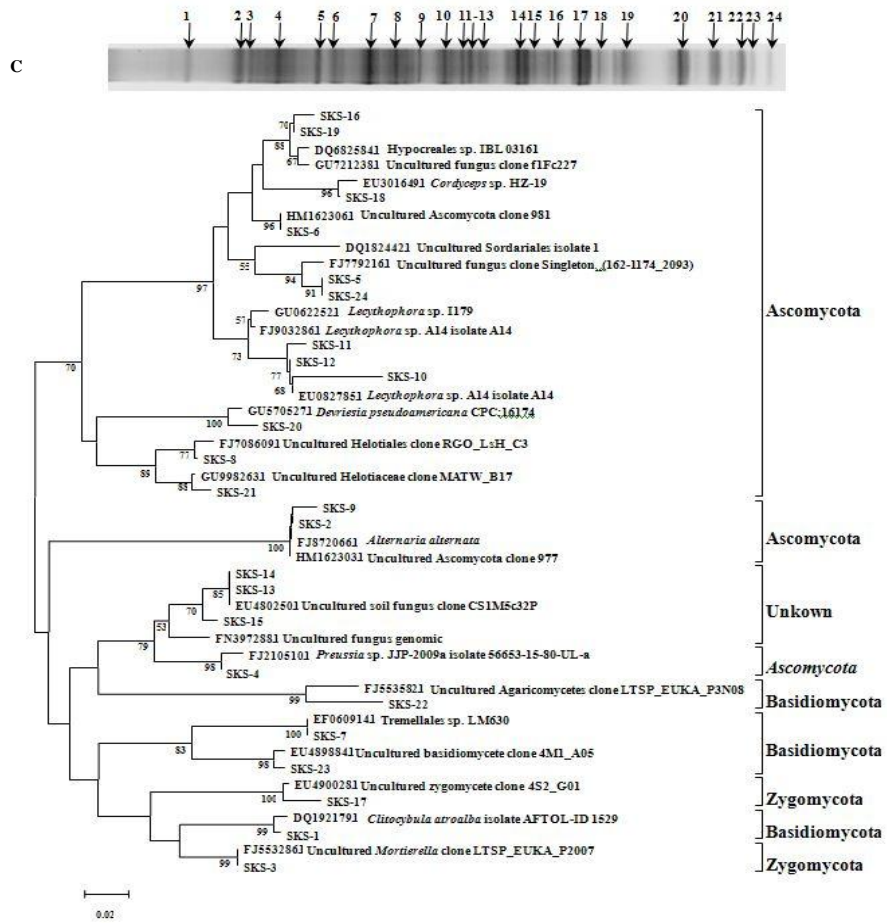 1 2 3 4 5 6 7 8 9 10 11-13 14 15 16 17 18 19 20 21 22 23 24
C
SKS-16
70
SKS-19
88
DQ6825841 Hypocreales sp. IBL 03161
67
GU7212381 Uncultured fungus clone f1Fc227
EU3016491 Cordyceps sp. HZ-19
96
SKS-18
HM1623061 Uncultured Ascomycota clone 981
96
SKS-6
DQ1824421 Uncultured Sordariales isolate 1
55
FJ7792161 Uncultured fungus clone Singleton_(162-1174_2093)
94
SKS-5
91
SKS-24
97
Ascomycota
GU0622521 Lecythophora sp. I179
57
FJ9032861 Lecythophora sp. A14 isolate A14
SKS-11
73
SKS-12
77
SKS-10
68
EU0827851 Lecythophora sp. A14 isolate A14
70
GU5705271 Devriesia pseudoamericana CPC:16174
100
SKS-20
FJ7086091 Uncultured Helotiales clone RGO_LsH_C3
77
SKS-8
89
GU9982631 Uncultured Helotiaceae clone MATW_B17
88
SKS-21
SKS-9
SKS-2
FJ8720661 Alternaria alternata
Ascomycota
100
HM1623031 Uncultured Ascomycota clone 977
SKS-14
SKS-13
85
EU4802501 Uncultured soil fungus clone CS1M5c32P
Unkown
70
SKS-15
53
FN3972881 Uncultured fungus genomic
79
FJ2105101 Preussia sp. JJP-2009a isolate 56653-15-80-UL-a
Ascomycota
98
SKS-4
FJ5535821 Uncultured Agaricomycetes clone LTSP_EUKA_P3N08
99
SKS-22
Basidiomycota
EF0609141 Tremellales sp. LM630
100
SKS-7
83
EU4898841 Uncultured basidiomycete clone 4M1_A05
Basidiomycota
98
SKS-23
EU4900281 Uncultured zygomycete clone 4S2_G01
100
SKS-17
Zygomycota
DQ1921791 Clitocybula atroalba isolate AFTOL-ID 1529
99
SKS-1
Basidiomycota
FJ5532861 Uncultured Mortierella clone LTSP_EUKA_P2007
99
SKS-3
Zygomycota
0.02